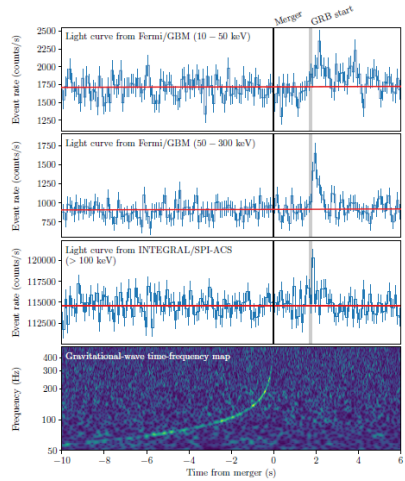 Merger
GRB start
Light curve from Fermi/GBM (10 − 50 keV)
Event rate (counts/s)
2500
2250
2000
1750
1500
1250
Light curve from Fermi/GBM (50 − 300 keV)
Event rate (counts/s)
1750
1500
1250
1000
750
Light curve from INTEGRAL/SPI-ACS
(> 100 keV)
Event rate (counts/s)
120000
117500
115000
112500
Gravitational-wave time-frequency map
Frequency (Hz)
400
300
200
100
50
−10 −8 −6 −4 −2 0 2 4 6
Time from merger (s)